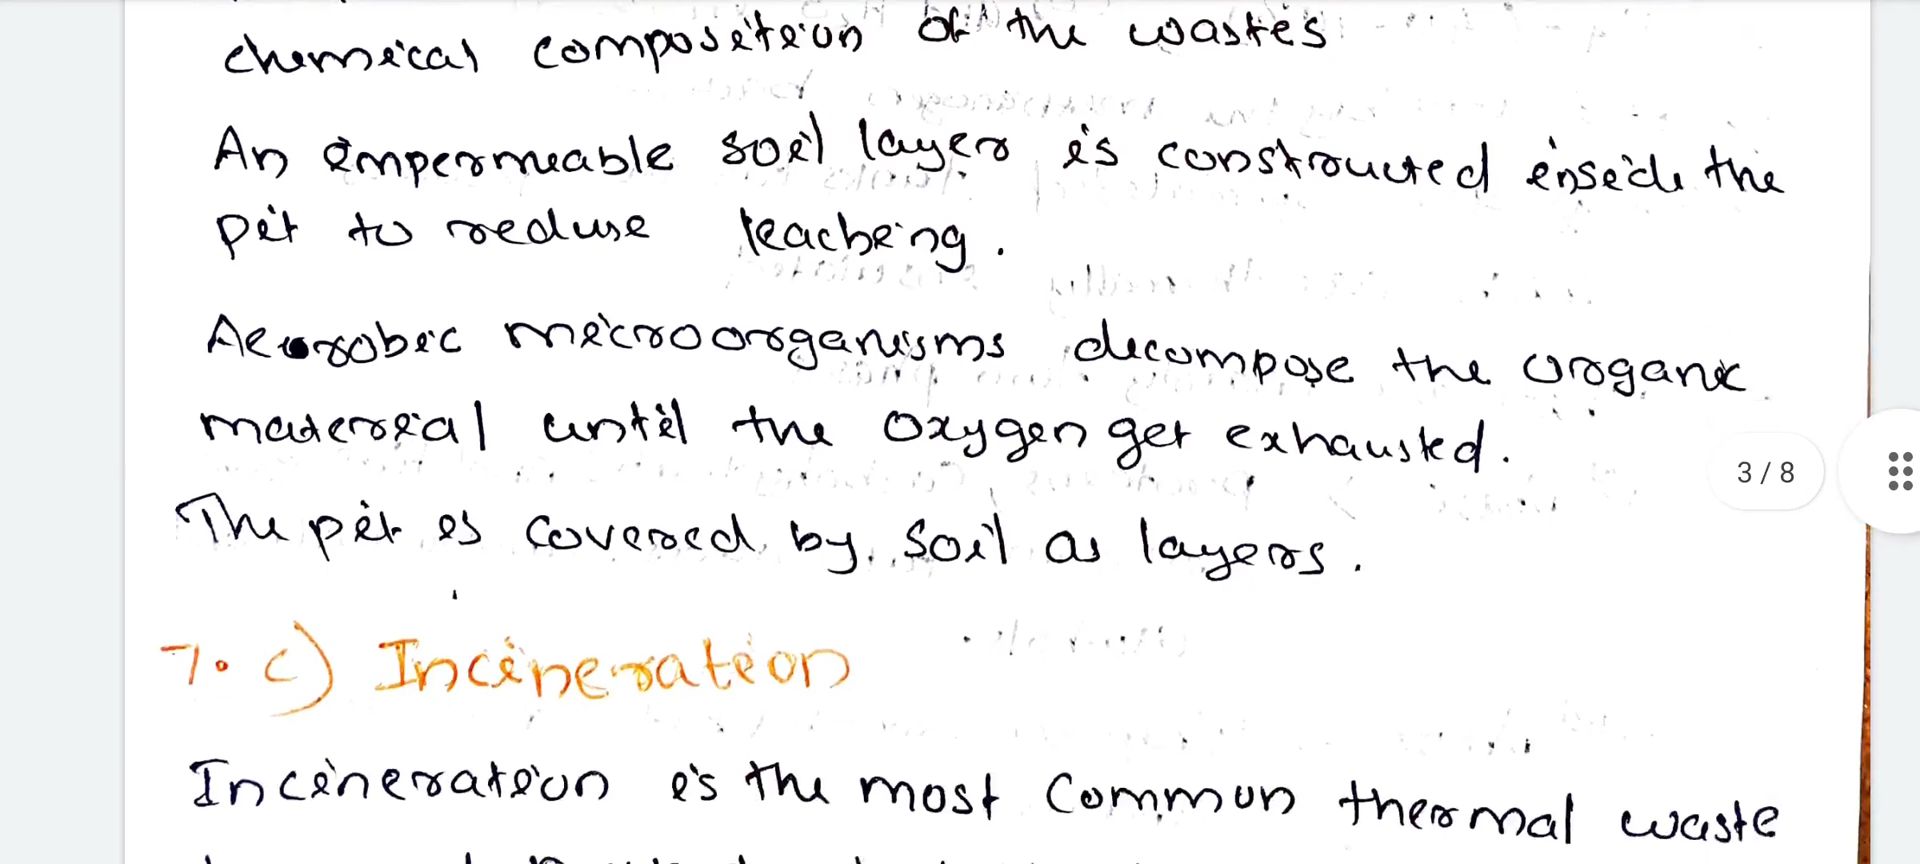 chemical composition of the wastes
An impermeable soil layer is constructed inside the
pit to reduse leaching.
Aerobic microorganisms decompose the organic
material until the oxygen get exhausted.
The pit is covered by soil as layers.
3 / 8
7. c) Incineration
Incineration is the most common thermal waste